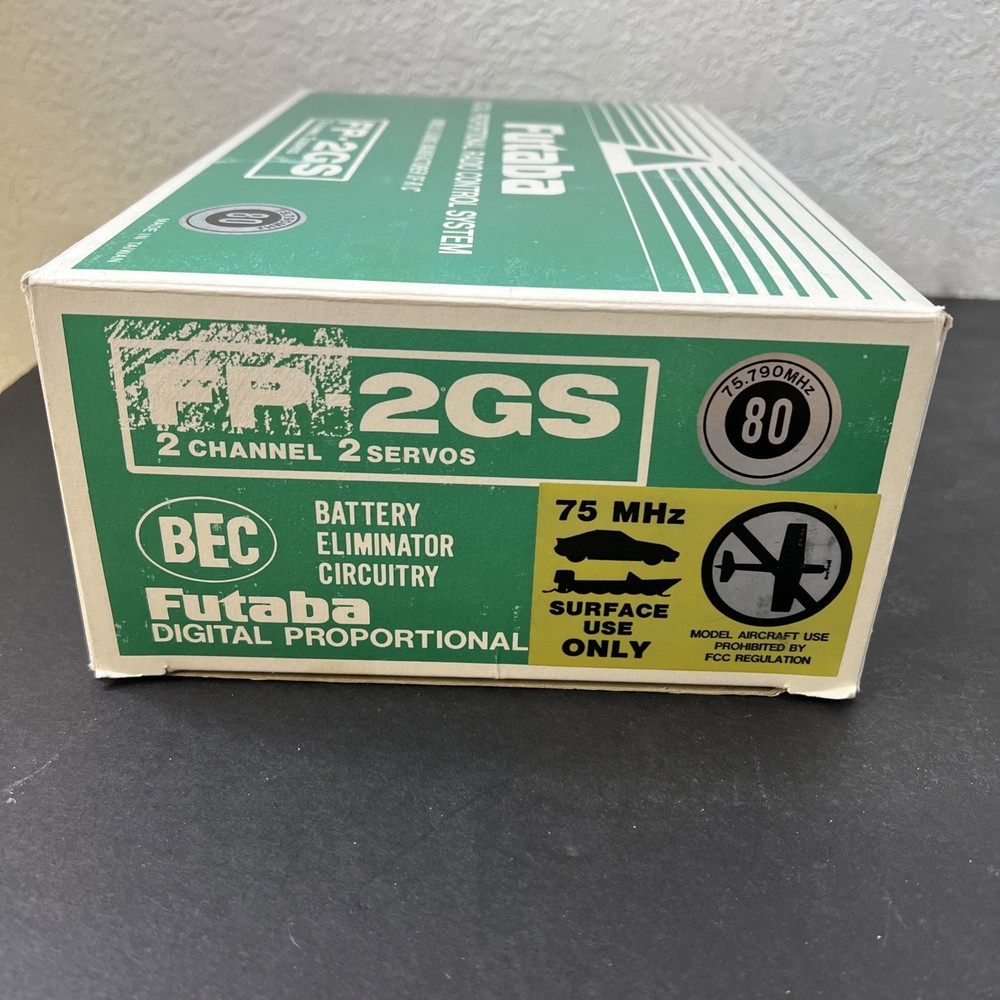 FP-2GS
80
MADE IN TAIWAN
Futaba
RADIO CONTROL SYSTEM
FP-2GS
2 CHANNEL 2 SERVOS
75.790MHz
80
BEC
BATTERY
ELIMINATOR
CIRCUITRY
Futaba
DIGITAL PROPORTIONAL
75 MHz
SURFACE
USE
ONLY
MODEL AIRCRAFT USE
PROHIBITED BY
FCC REGULATION